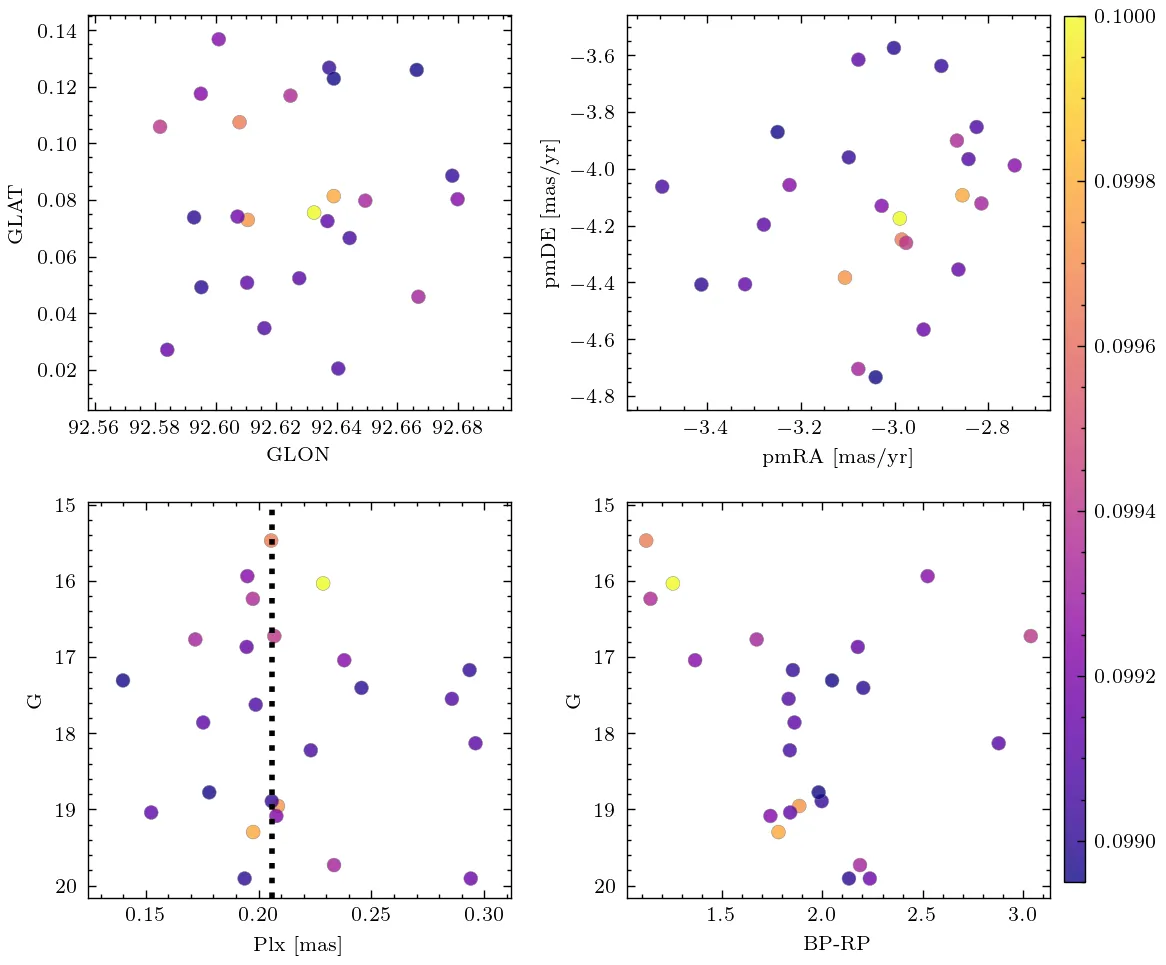 0.14
0.12
0.10
0.08
0.06
0.04
0.02
GLAT
92.56 92.58 92.60 92.62 92.64 92.66 92.68
GLON
−3.6
−3.8
−4.0
−4.2
−4.4
−4.6
−4.8
pmDE [mas/yr]
−3.4 −3.2 −3.0 −2.8
pmRA [mas/yr]
0.1000
0.0998
0.0996
0.0994
0.0992
0.0990
15
16
17
18
19
20
G
0.15 0.20 0.25 0.30
Plx [mas]
15
16
17
18
19
20
G
1.5 2.0 2.5 3.0
BP-RP